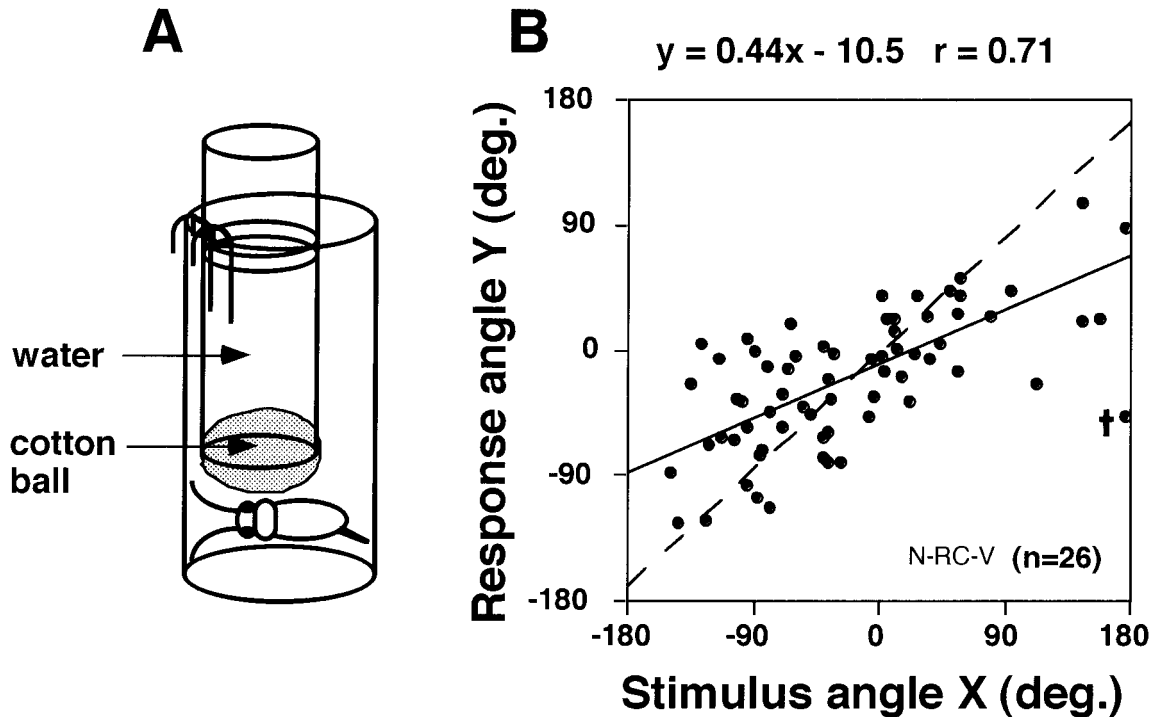 A
water
cotton
ball
B
y = 0.44x - 10.5 r = 0.71
Response angle Y (deg.)
180
90
0
-90
-180
†
N-RC-V (n=26)
-180 -90 0 90 180
Stimulus angle X (deg.)